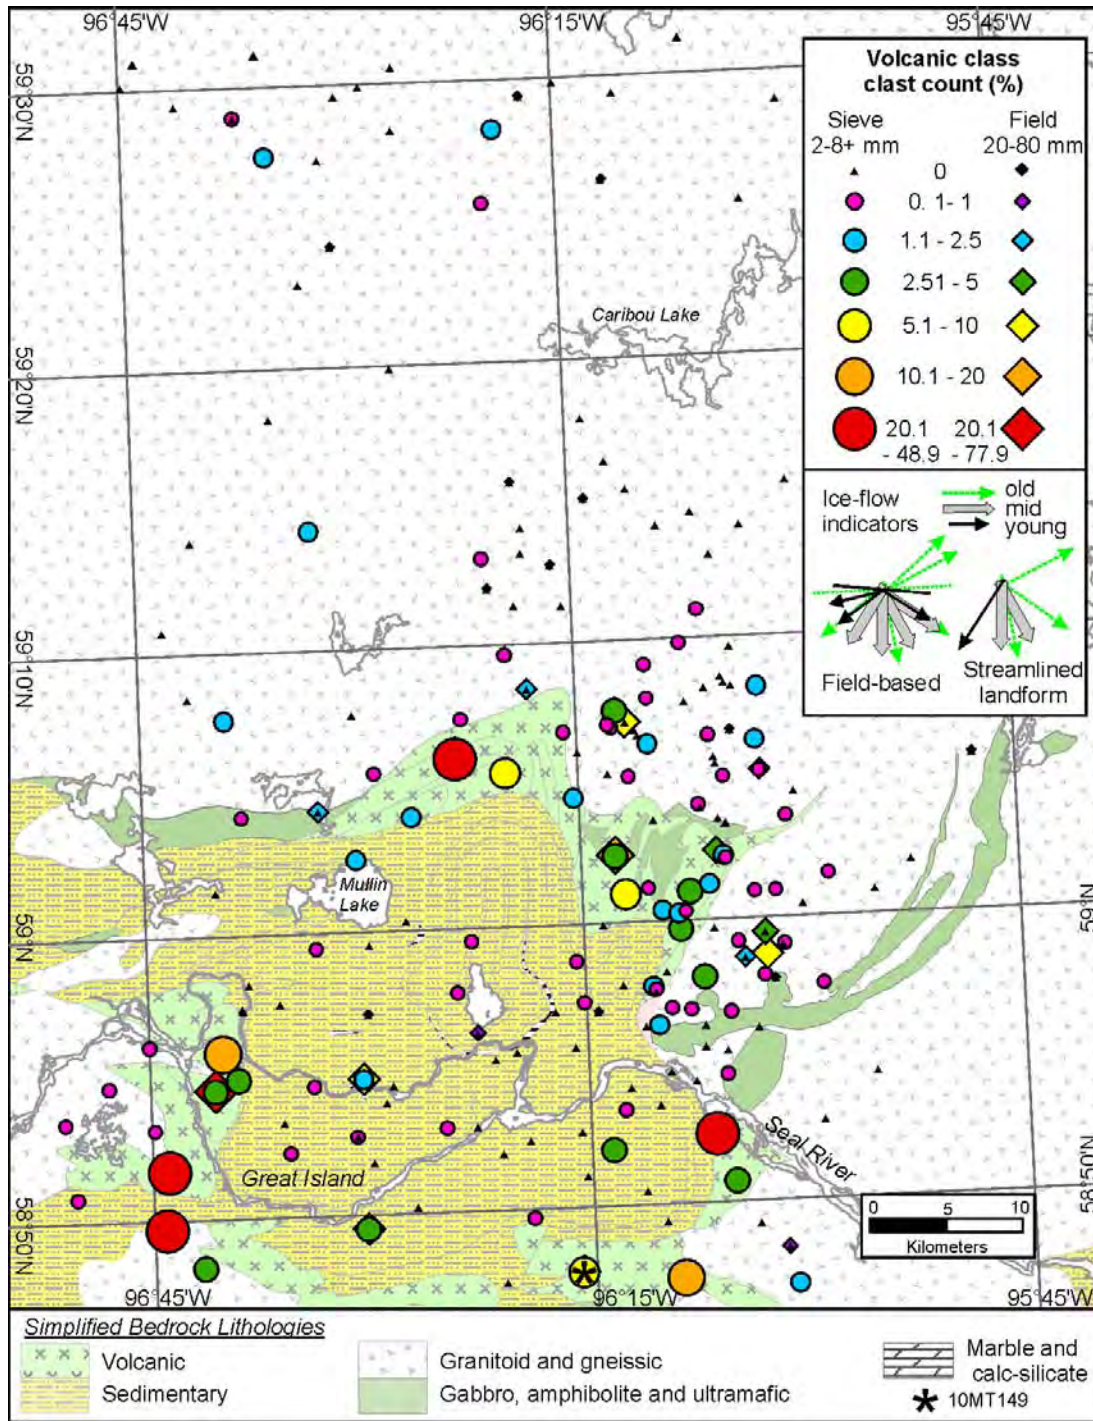 96°45'W
96°15'W
95°45'W
59°30'N
Volcanic class
clast count (%)
Sieve
Field
2-8+ mm
20-80 mm
0
0. 1- 1
1.1 - 2.5
2.51 - 5
5.1 - 10
10.1 - 20
20.1
- 48.9
20.1
- 77.9
Ice-flow
indicators
old
mid
young
Field-based
Streamlined
landform
Caribou Lake
59°20'N
59°10'N
Mullin
Lake
59°N
59°N
Great Island
Seal River
58°50'N
58°50'N
0
5
10
Kilometers
96°45'W
96°15'W
95°45'W
Simplified Bedrock Lithologies
Volcanic
Sedimentary
Granitoid and gneissic
Gabbro, amphibolite and ultramafic
Marble and
calc-silicate
10MT149